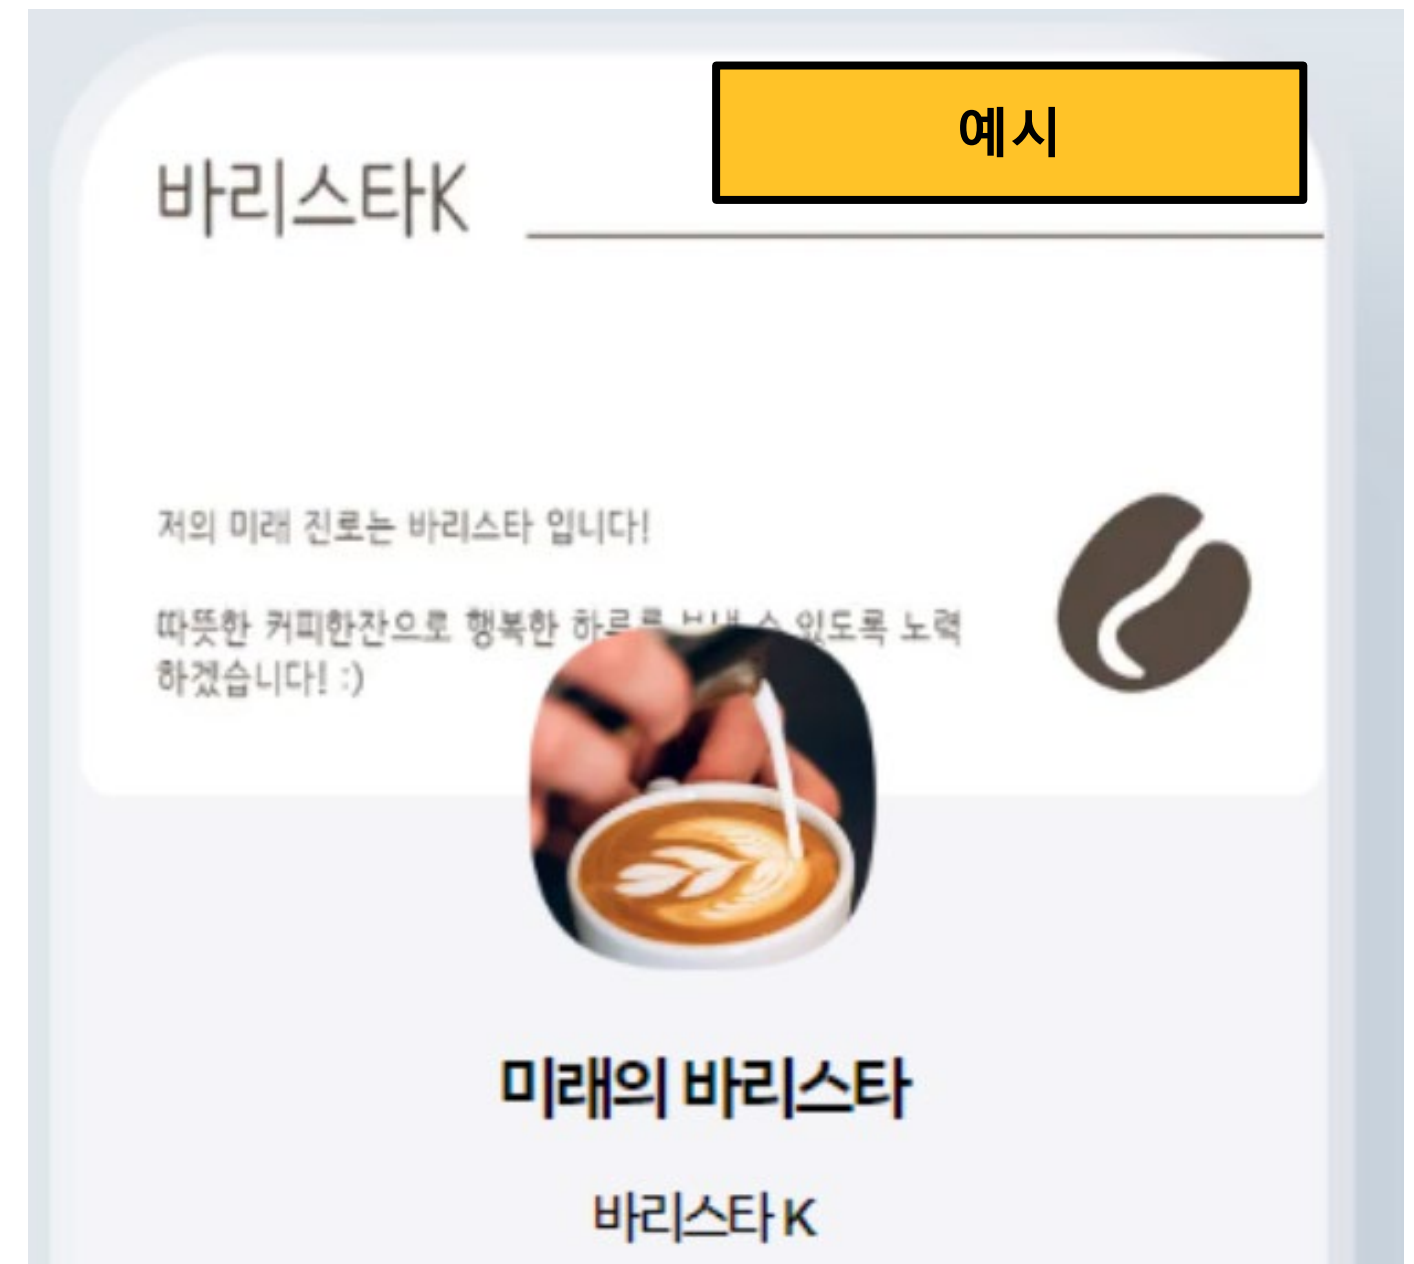 예시
바리스타K
저의 미래 진로는 바리스타 입니다!
따뜻한 커피한잔으로 행복한 하루를 보낼 수 있도록 노력
하겠습니다! :)
미래의 바리스타
바리스타 K